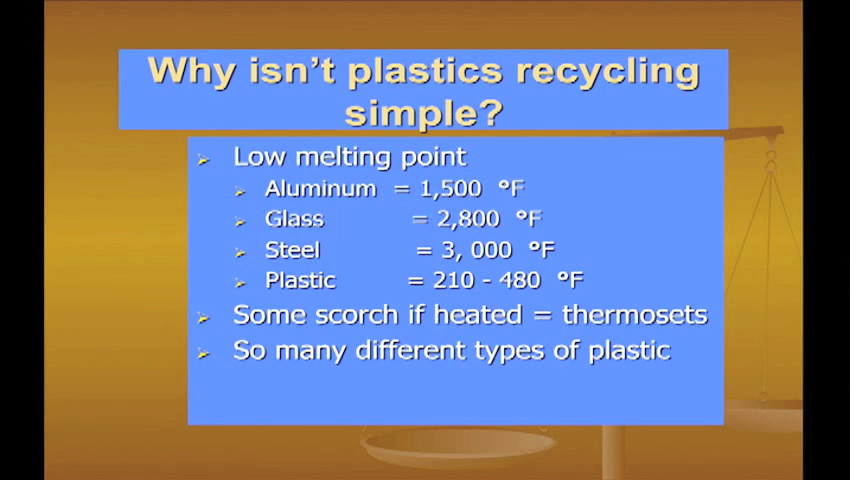 Why isn't plastics recycling
simple?
Low melting point
Aluminum = 1,500 °F
Glass = 2,800 °F
Steel = 3, 000 °F
Plastic = 210 - 480 °F
Some scorch if heated = thermosets
So many different types of plastic